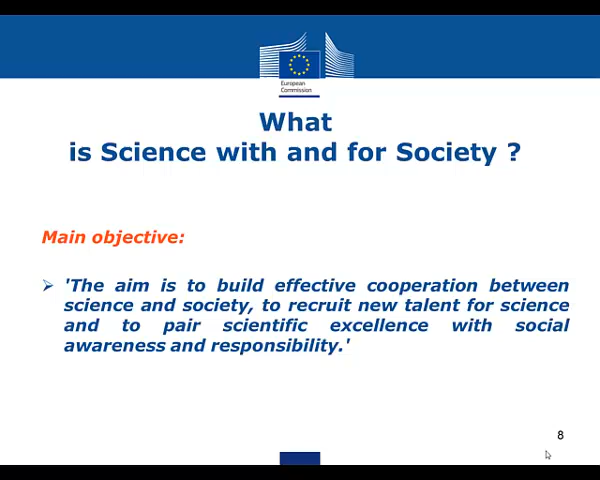 European
Commission
What
is Science with and for Society ?
Main objective:
'The aim is to build effective cooperation between
science and society, to recruit new talent for science
and to pair scientific excellence with social
awareness and responsibility.'
8